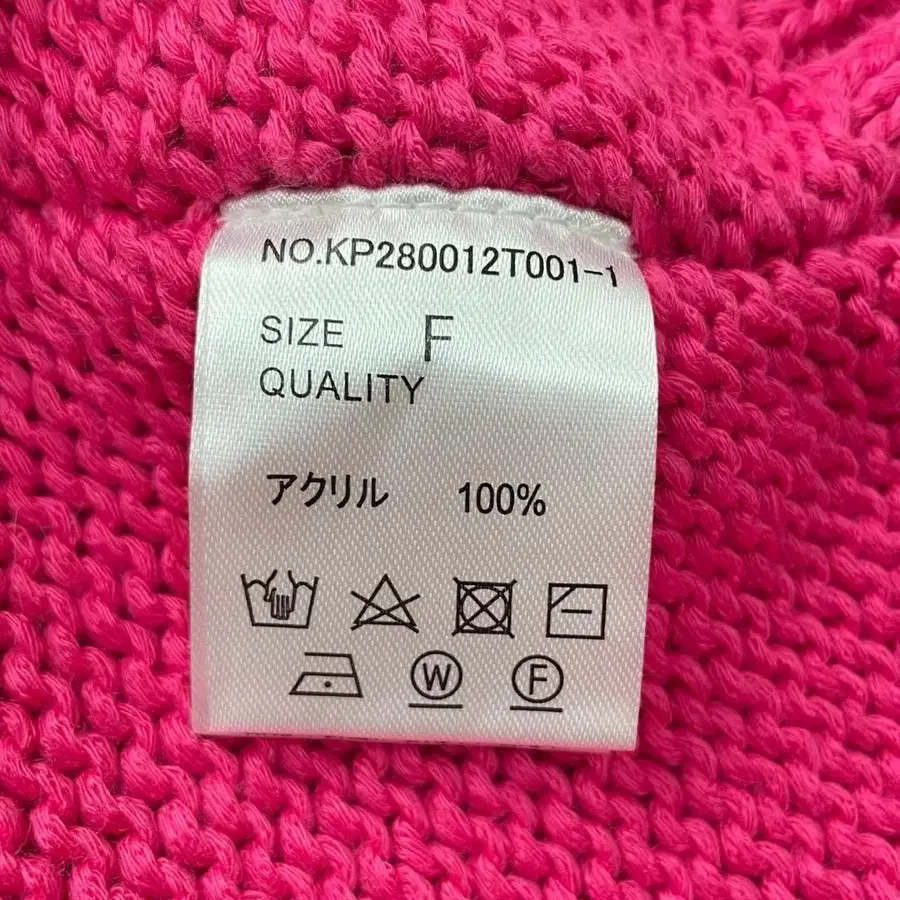 NO.KP280012T001-1
SIZE F
QUALITY
アクリル 100%
W F